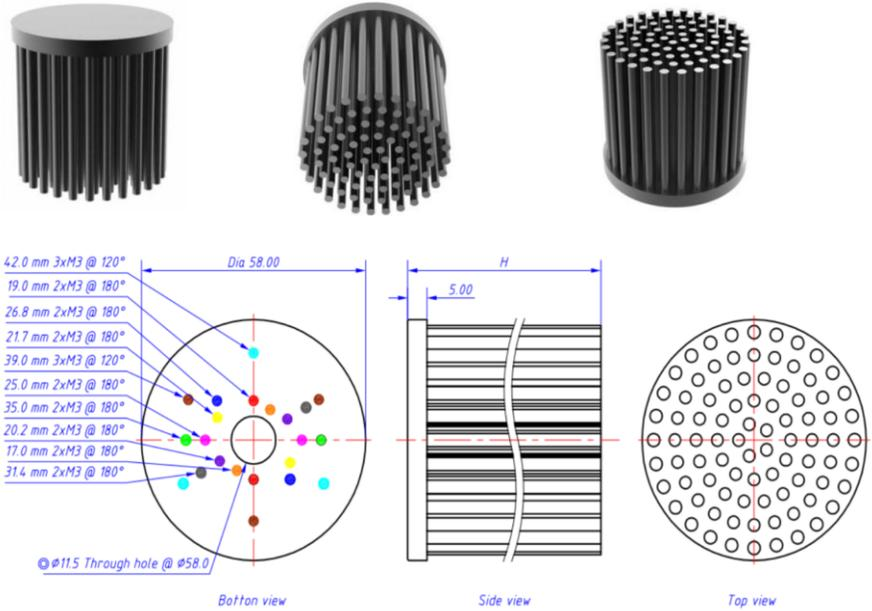 42.0 mm 3xM3 @ 120°
19.0 mm 2xM3 @ 180°
26.8 mm 2xM3 @ 180°
21.7 mm 2xM3 @ 180°
39.0 mm 3xM3 @ 120°
25.0 mm 2xM3 @ 180°
35.0 mm 2xM3 @ 180°
20.2 mm 2xM3 @ 180°
17.0 mm 2xM3 @ 180°
31.4 mm 2xM3 @ 180°
Dia 58.00
H
5.00
◎Ø11.5 Through hole @ Ø58.0
Botton view
Side view
Top view